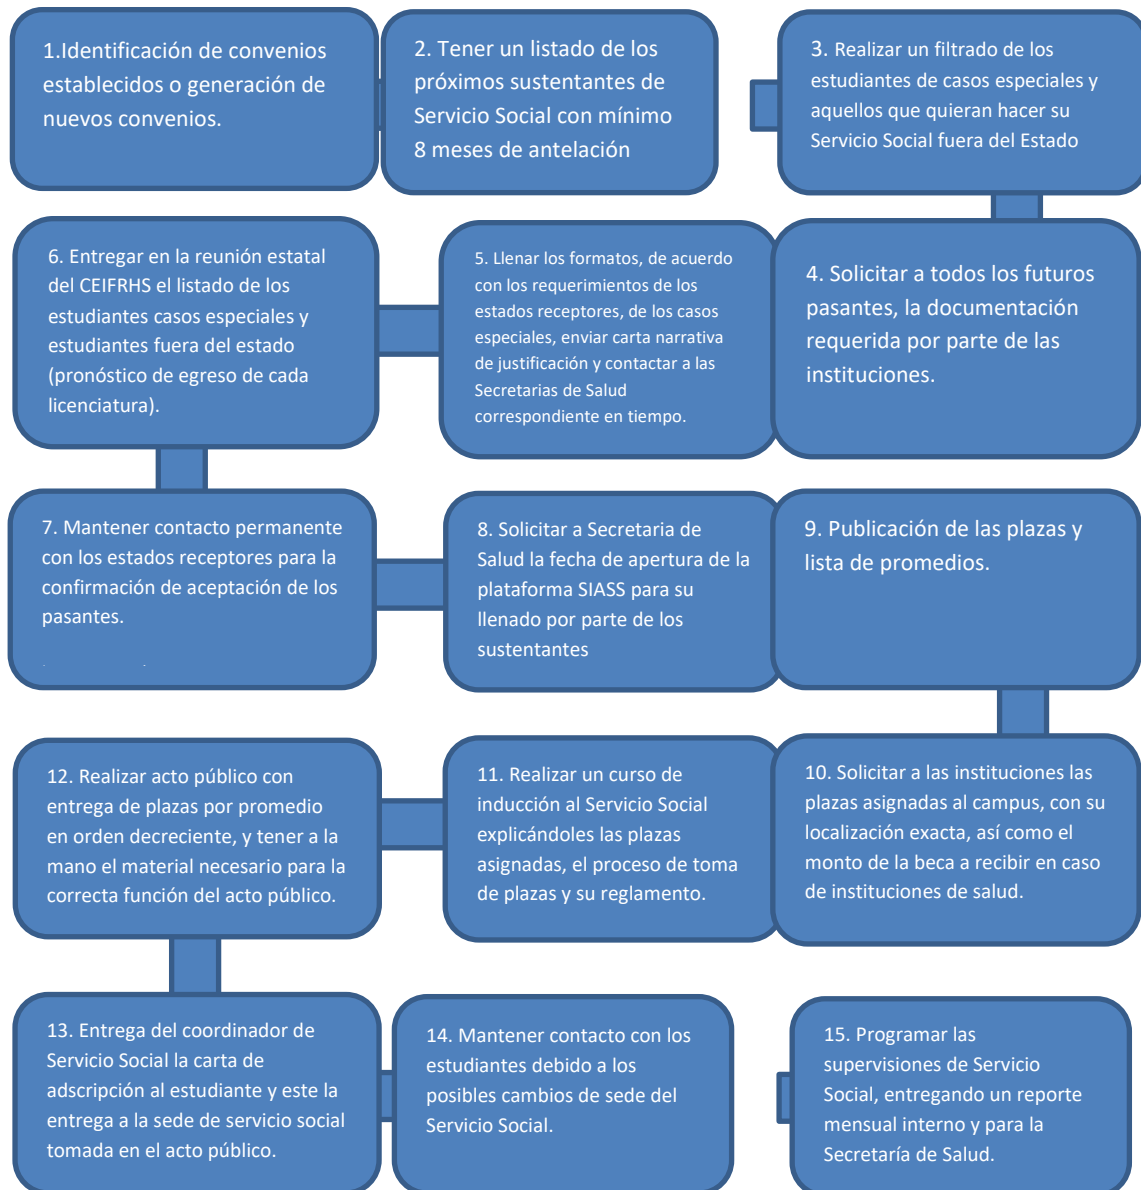 1.Identificación de convenios
establecidos o generación de
nuevos convenios.
2. Tener un listado de los
próximos sustentantes de
Servicio Social con mínimo
8 meses de antelación
3. Realizar un filtrado de los
estudiantes de casos especiales y
aquellos que quieran hacer su
Servicio Social fuera del Estado
4. Solicitar a todos los futuros
pasantes, la documentación
requerida por parte de las
instituciones.
5. Llenar los formatos, de acuerdo
con los requerimientos de los
estados receptores, de los casos
especiales, enviar carta narrativa
de justificación y contactar a las
Secretarias de Salud
correspondiente en tiempo.
6. Entregar en la reunión estatal
del CEIFRHS el listado de los
estudiantes casos especiales y
estudiantes fuera del estado
(pronóstico de egreso de cada
licenciatura).
7. Mantener contacto permanente
con los estados receptores para la
confirmación de aceptación de los
pasantes.
8. Solicitar a Secretaria de
Salud la fecha de apertura de la
plataforma SIASS para su
llenado por parte de los
sustentantes
9. Publicación de las plazas y
lista de promedios.
10. Solicitar a las instituciones las
plazas asignadas al campus, con su
localización exacta, así como el
monto de la beca a recibir en caso
de instituciones de salud.
11. Realizar un curso de
inducción al Servicio Social
explicándoles las plazas
asignadas, el proceso de toma
de plazas y su reglamento.
12. Realizar acto público con
entrega de plazas por promedio
en orden decreciente, y tener a la
mano el material necesario para la
correcta función del acto público.
13. Entrega del coordinador de
Servicio Social la carta de
adscripción al estudiante y este la
entrega a la sede de servicio social
tomada en el acto público.
14. Mantener contacto con los
estudiantes debido a los
posibles cambios de sede del
Servicio Social.
15. Programar las
supervisiones de Servicio
Social, entregando un reporte
mensual interno y para la
Secretaría de Salud.